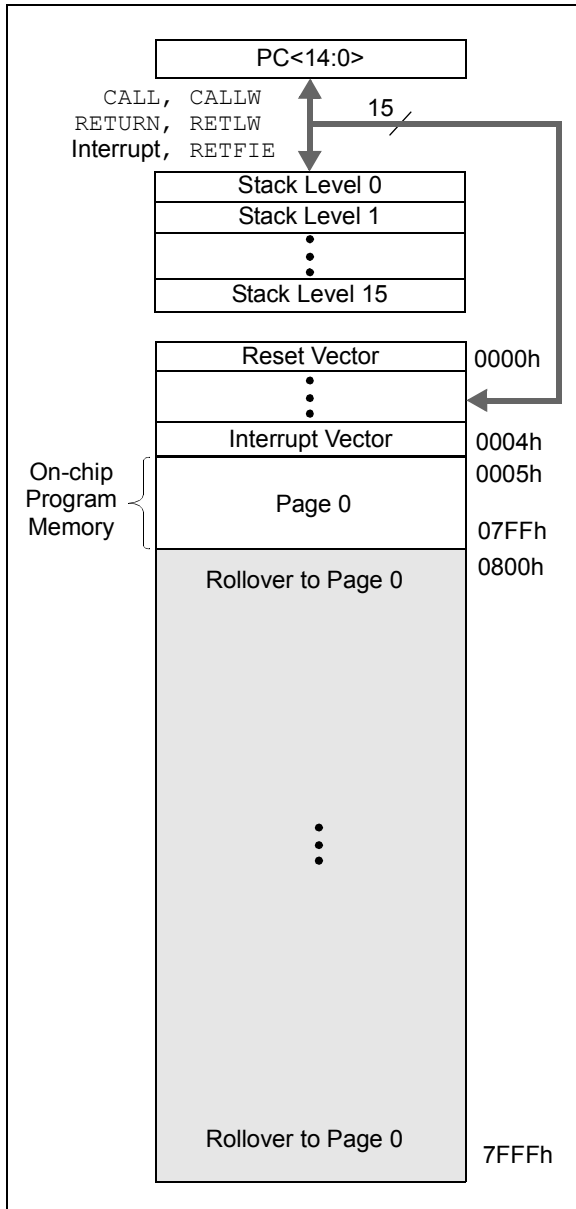 PC<14:0>
CALL, CALLW
RETURN, RETLW
Interrupt, RETFIE
15
Stack Level 0
Stack Level 1
Stack Level 15
Reset Vector
0000h
Interrupt Vector
0004h
On-chip
Program
Memory
Page 0
0005h
07FFh
Rollover to Page 0
0800h
Rollover to Page 0
7FFFh